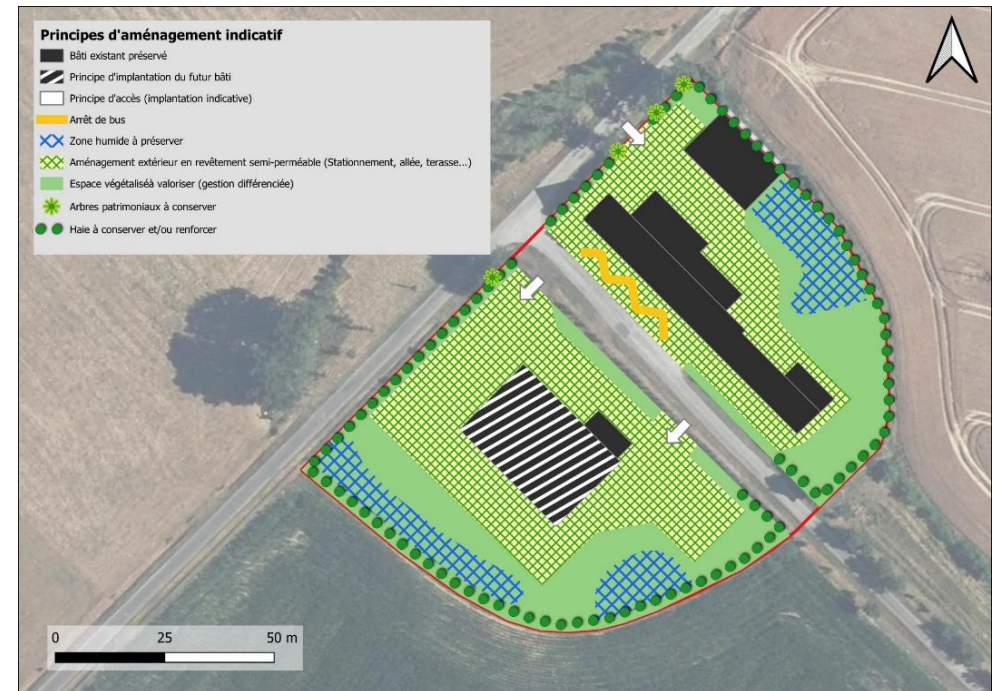 Principes d'aménagement indicatif
Bâti existant préservé
Principe d'implantation du futur bâti
Principe d'accès (implantation indicative)
Arrêt de bus
Zone humide à préserver
Aménagement extérieur en revêtement semi-perméable (Stationnement, allée, terasse...)
Espace végétaliséà valoriser (gestion différenciée)
Arbres patrimoniaux à conserver
Haie à conserver et/ou renforcer
0 25 50 m